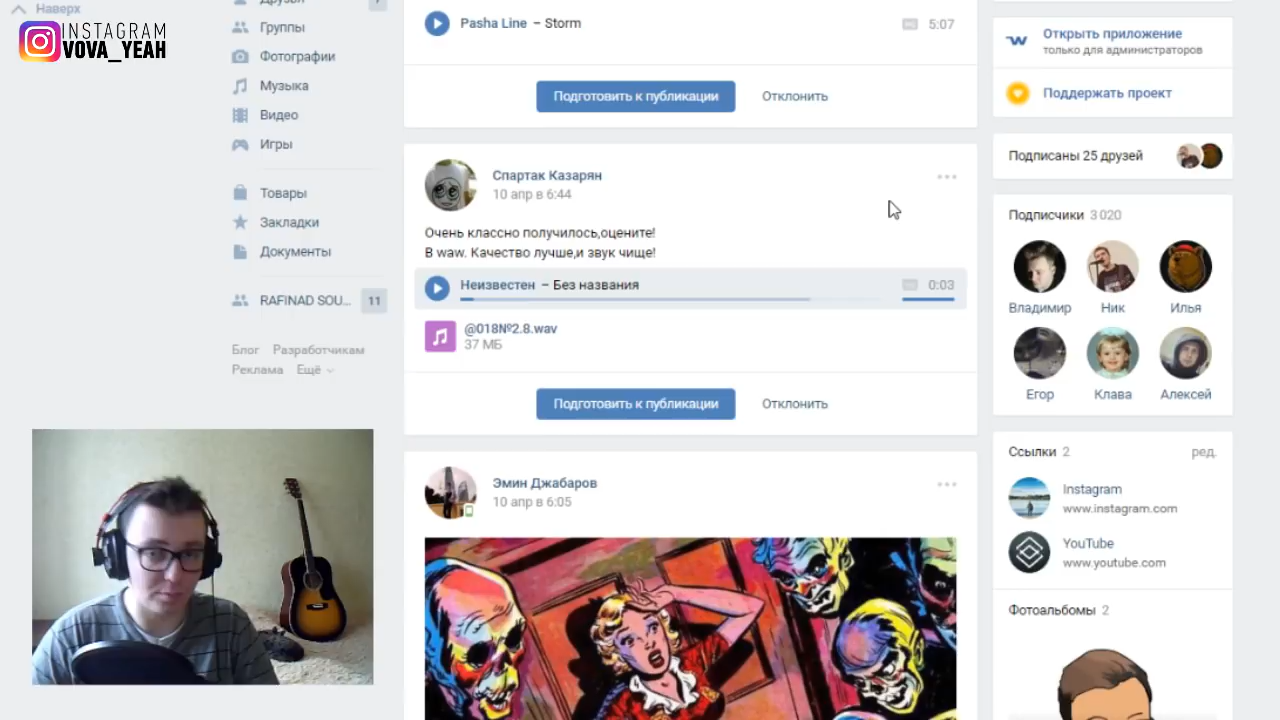 Наверх
INSTAGRAM
VOVA_YEAH
Друзья
Группы
Фотографии
Музыка
Видео
Игры
Товары
Закладки
Документы
RAFINAD SOU... 11
Блог Разработчикам
Реклама Ещё
Pasha Line – Storm 5:07
Подготовить к публикации Отклонить
Спартак Казарян
10 апр в 6:44
Очень классно получилось,оцените!
В waw. Качество лучше,и звук чище!
Неизвестен – Без названия 0:03
@018№2.8.wav
37 МБ
Подготовить к публикации Отклонить
Эмин Джабаров
10 апр в 6:05
Открыть приложение
только для администраторов
Поддержать проект
Подписаны 25 друзей
Подписчики 3 020
Владимир Ник Илья
Егор Клава Алексей
Ссылки 2 ред.
Instagram
www.instagram.com
YouTube
www.youtube.com
Фотоальбомы 2